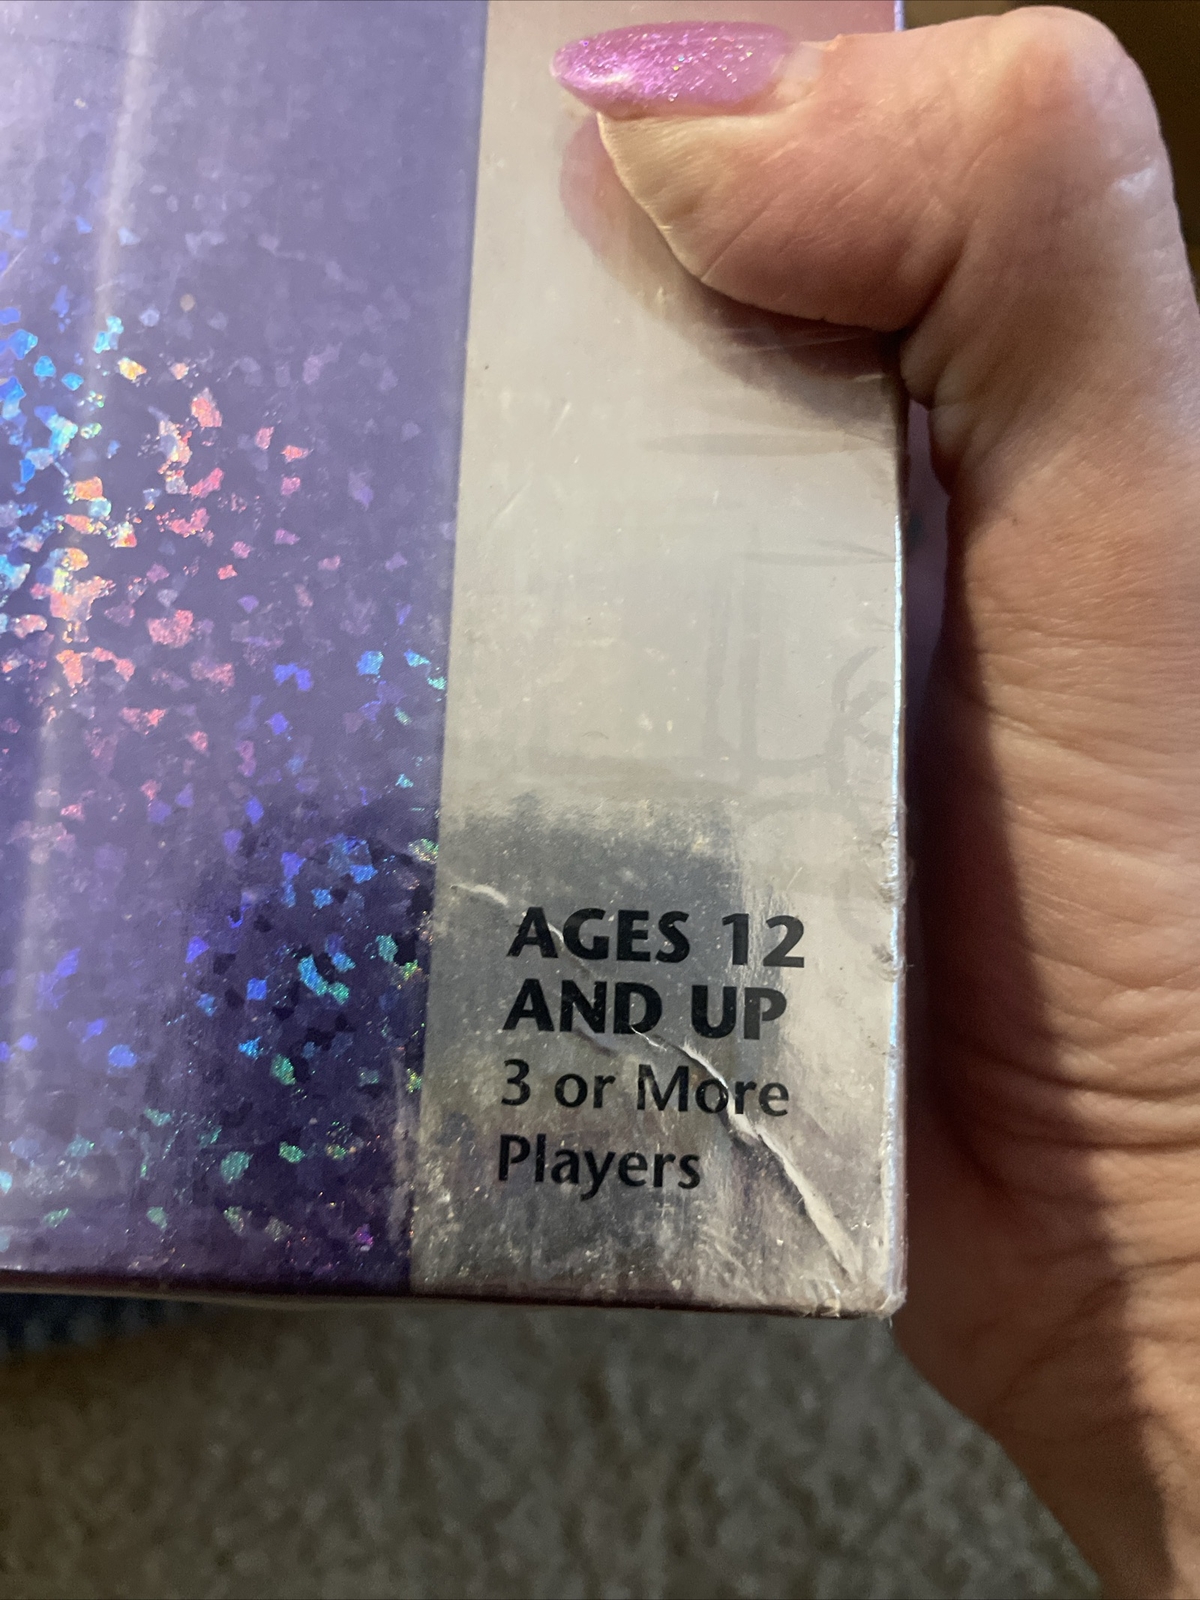 AGES 12
AND UP
3 or More
Players